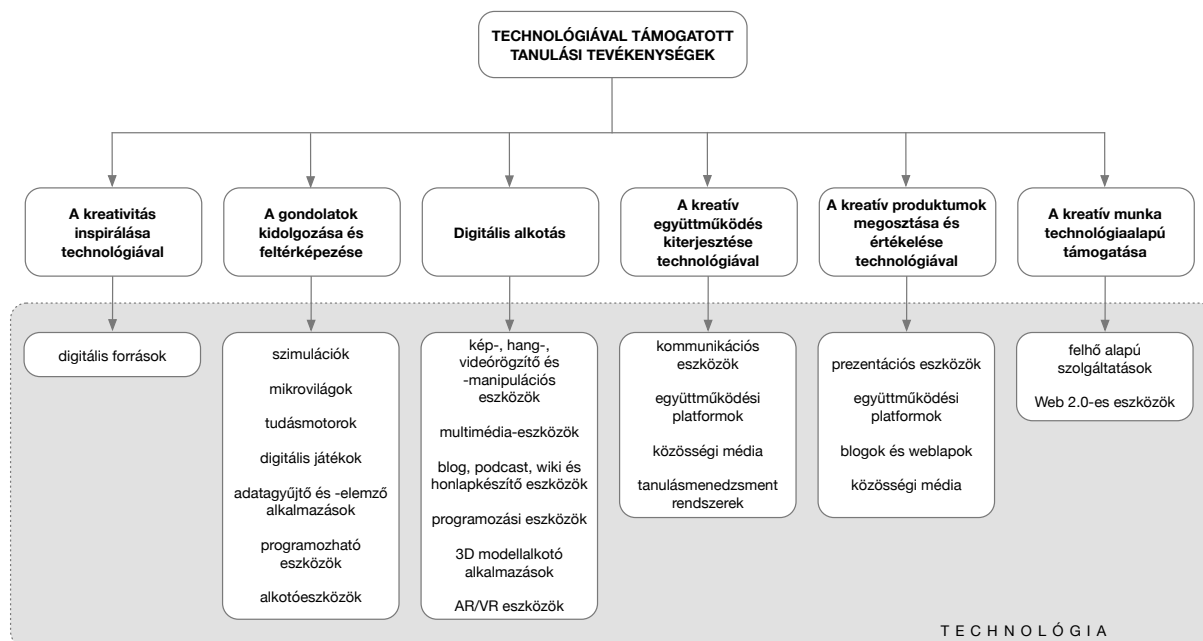 TECHNOLÓGIÁVAL TÁMOGATOTT
TANULÁSI TEVÉKENYSÉGEK
A kreativitás
inspirálása
technológiával
A gondolatok
kidolgozása és
feltérképezése
Digitális alkotás
A kreatív
együttműködés
kiterjesztése
technológiával
A kreatív produktumok
megosztása és
értékelése
technológiával
A kreatív munka
technológiaalapú
támogatása
digitális források
szimulációk
mikrovilágok
tudásmotorok
digitális játékok
adatagyűjtő és -elemző
alkalmazások
programozható
eszközök
alkotóeszközök
kép-, hang-,
videórögzítő és
-manipulációs
eszközök
multimédia-eszközök
blog, podcast, wiki és
honlapkészítő eszközök
programozási eszközök
3D modellalkotó
alkalmazások
AR/VR eszközök
kommunikációs
eszközök
együttműködési
platformok
közösségi média
tanulásmenedzsment
rendszerek
prezentációs eszközök
együttműködési
platformok
blogok és weblapok
közösségi média
felhő alapú
szolgáltatások
Web 2.0-es eszközök
TECHNOLÓGIA